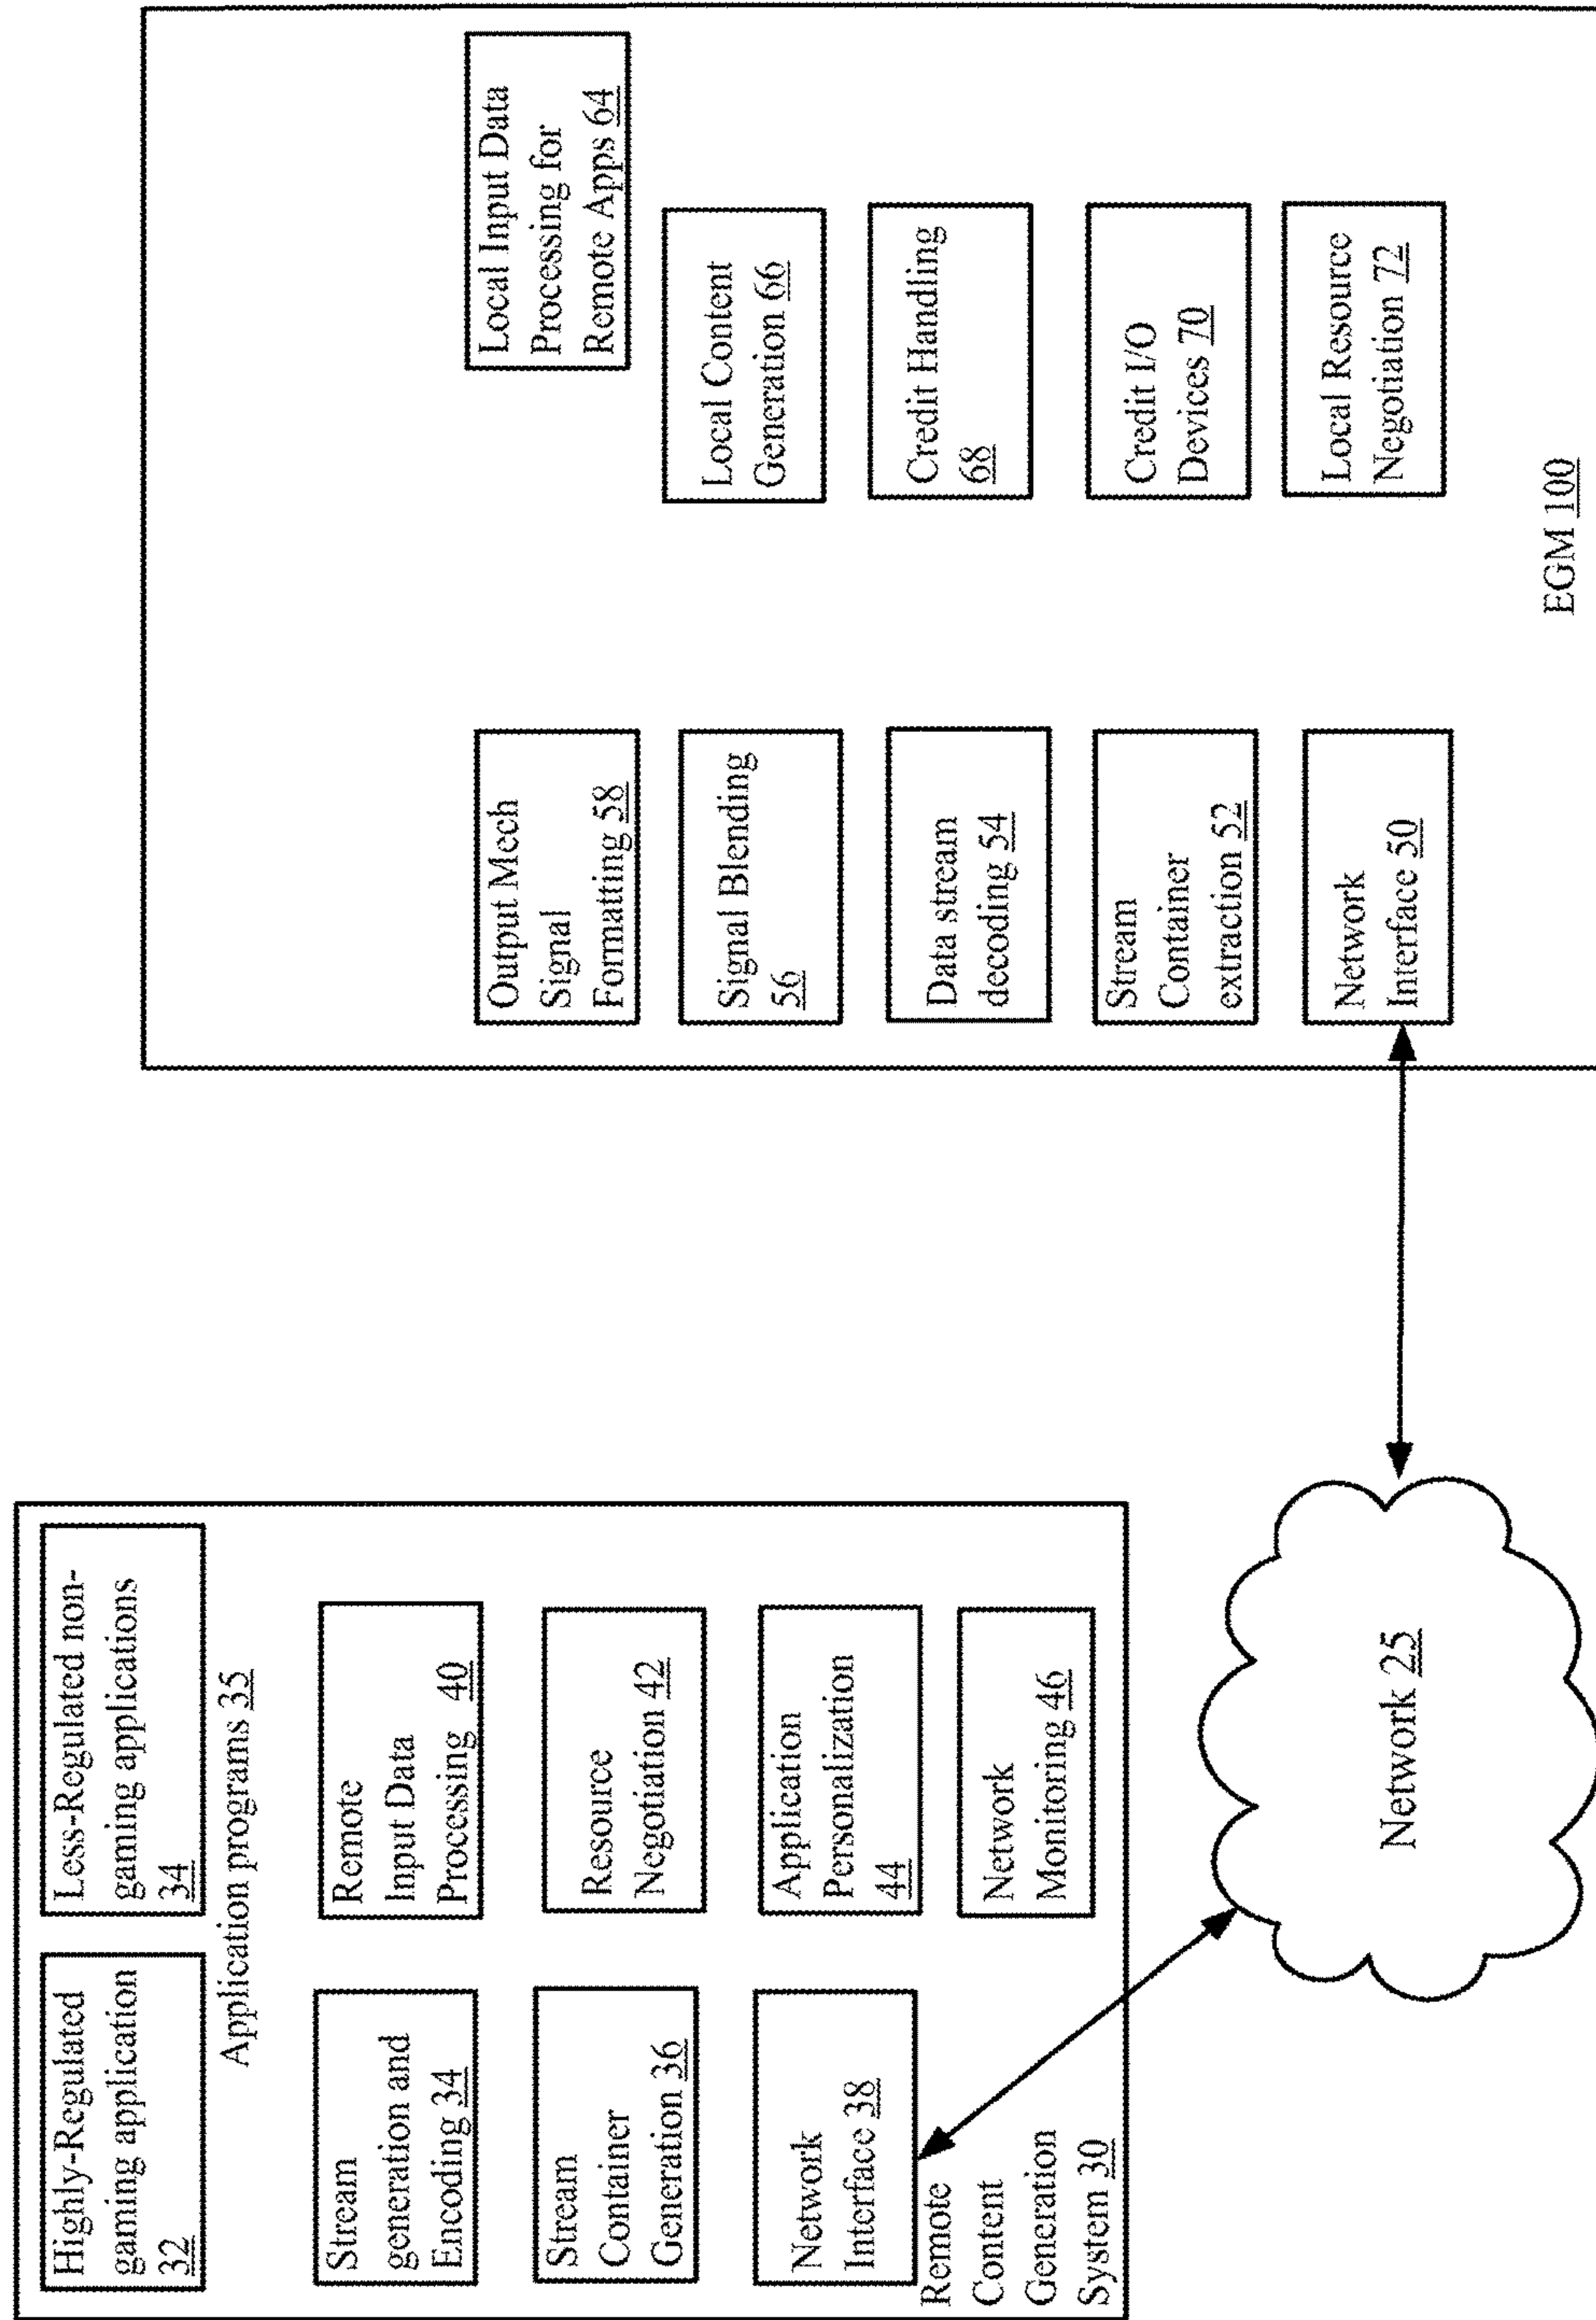 Highly-Regulated
gaming application
32
Less-Regulated non-
gaming applications
34
Application programs 35
Stream
generation and
Encoding 34
Remote
Input Data
Processing 40
Stream
Container
Generation 36
Resource
Negotiation 42
Network
Interface 38
Application
Personalization
44
Network
Monitoring 46
Remote
Content
Generation
System 30
Network 25
Output Mech
Signal
Formatting 58
Local Input Data
Processing for
Remote Apps 64
Signal Blending
56
Local Content
Generation 66
Data stream
decoding 54
Credit Handling
68
Stream
Container
extraction 52
Credit I/O
Devices 70
Network
Interface 50
Local Resource
Negotiation 72
EGM 100